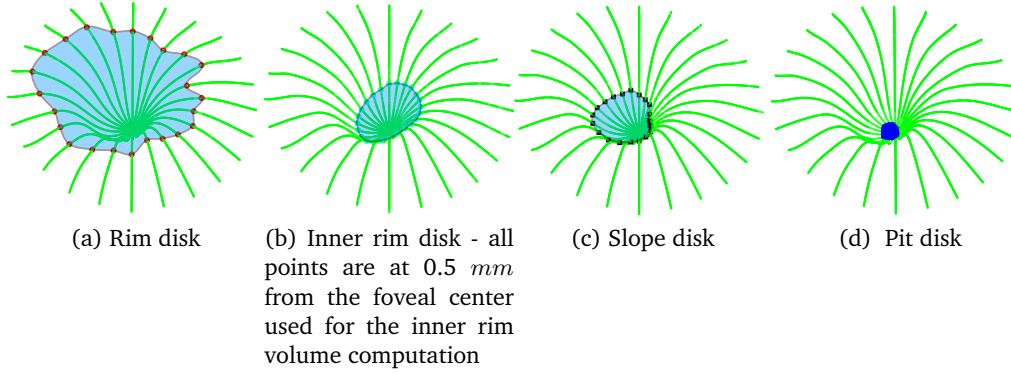 (a) Rim disk
(b) Inner rim disk - all
points are at 0.5 mm
from the foveal center
used for the inner rim
volume computation
(c) Slope disk
(d) Pit disk